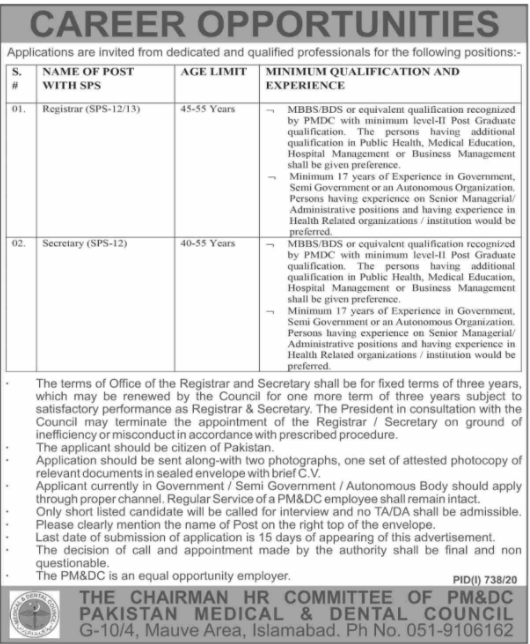 CAREER OPPORTUNITIES
Applications are invited from dedicated and qualified professionals for the following positions:-
S. #
NAME OF POST WITH SPS
AGE LIMIT
MINIMUM QUALIFICATION AND EXPERIENCE
01.
Registrar (SPS-12/13)
45-55 Years
¬ MBBS/BDS or equivalent qualification recognized
by PMDC with minimum level-II Post Graduate
qualification. The persons having additional
qualification in Public Health, Medical Education,
Hospital Management or Business Management
shall be given preference.
¬ Minimum 17 years of Experience in Government,
Semi Government or an Autonomous Organization.
Persons having experience on Senior Managerial/
Administrative positions and having experience in
Health Related organizations / institution would be
preferred.
02.
Secretary (SPS-12)
40-55 Years
¬ MBBS/BDS or equivalent qualification recognized
by PMDC with minimum level-II Post Graduate
qualification. The persons having additional
qualification in Public Health, Medical Education,
Hospital Management or Business Management
shall be given preference.
¬ Minimum 17 years of Experience in Government,
Semi Government or an Autonomous Organization.
Persons having experience on Senior Managerial/
Administrative positions and having experience in
Health Related organizations / institution would be
preferred.
· The terms of Office of the Registrar and Secretary shall be for fixed terms of three years,
which may be renewed by the Council for one more term of three years subject to
satisfactory performance as Registrar & Secretary. The President in consultation with the
Council may terminate the appointment of the Registrar / Secretary on ground of
inefficiency or misconduct in accordance with prescribed procedure.
· The applicant should be citizen of Pakistan.
· Application should be sent along-with two photographs, one set of attested photocopy of
relevant documents in sealed envelope with brief C.V.
· Applicant currently in Government / Semi Government / Autonomous Body should apply
through proper channel. Regular Service of a PM&DC employee shall remain intact.
· Only short listed candidate will be called for interview and no TA/DA shall be admissible.
· Please clearly mention the name of Post on the right top of the envelope.
· Last date of submission of application is 15 days of appearing of this advertisement.
· The decision of call and appointment made by the authority shall be final and non
questionable.
· The PM&DC is an equal opportunity employer.
PID(I) 738/20
THE CHAIRMAN HR COMMITTEE OF PM&DC
PAKISTAN MEDICAL & DENTAL COUNCIL
G-10/4, Mauve Area, Islamabad. Ph No. 051-9106162